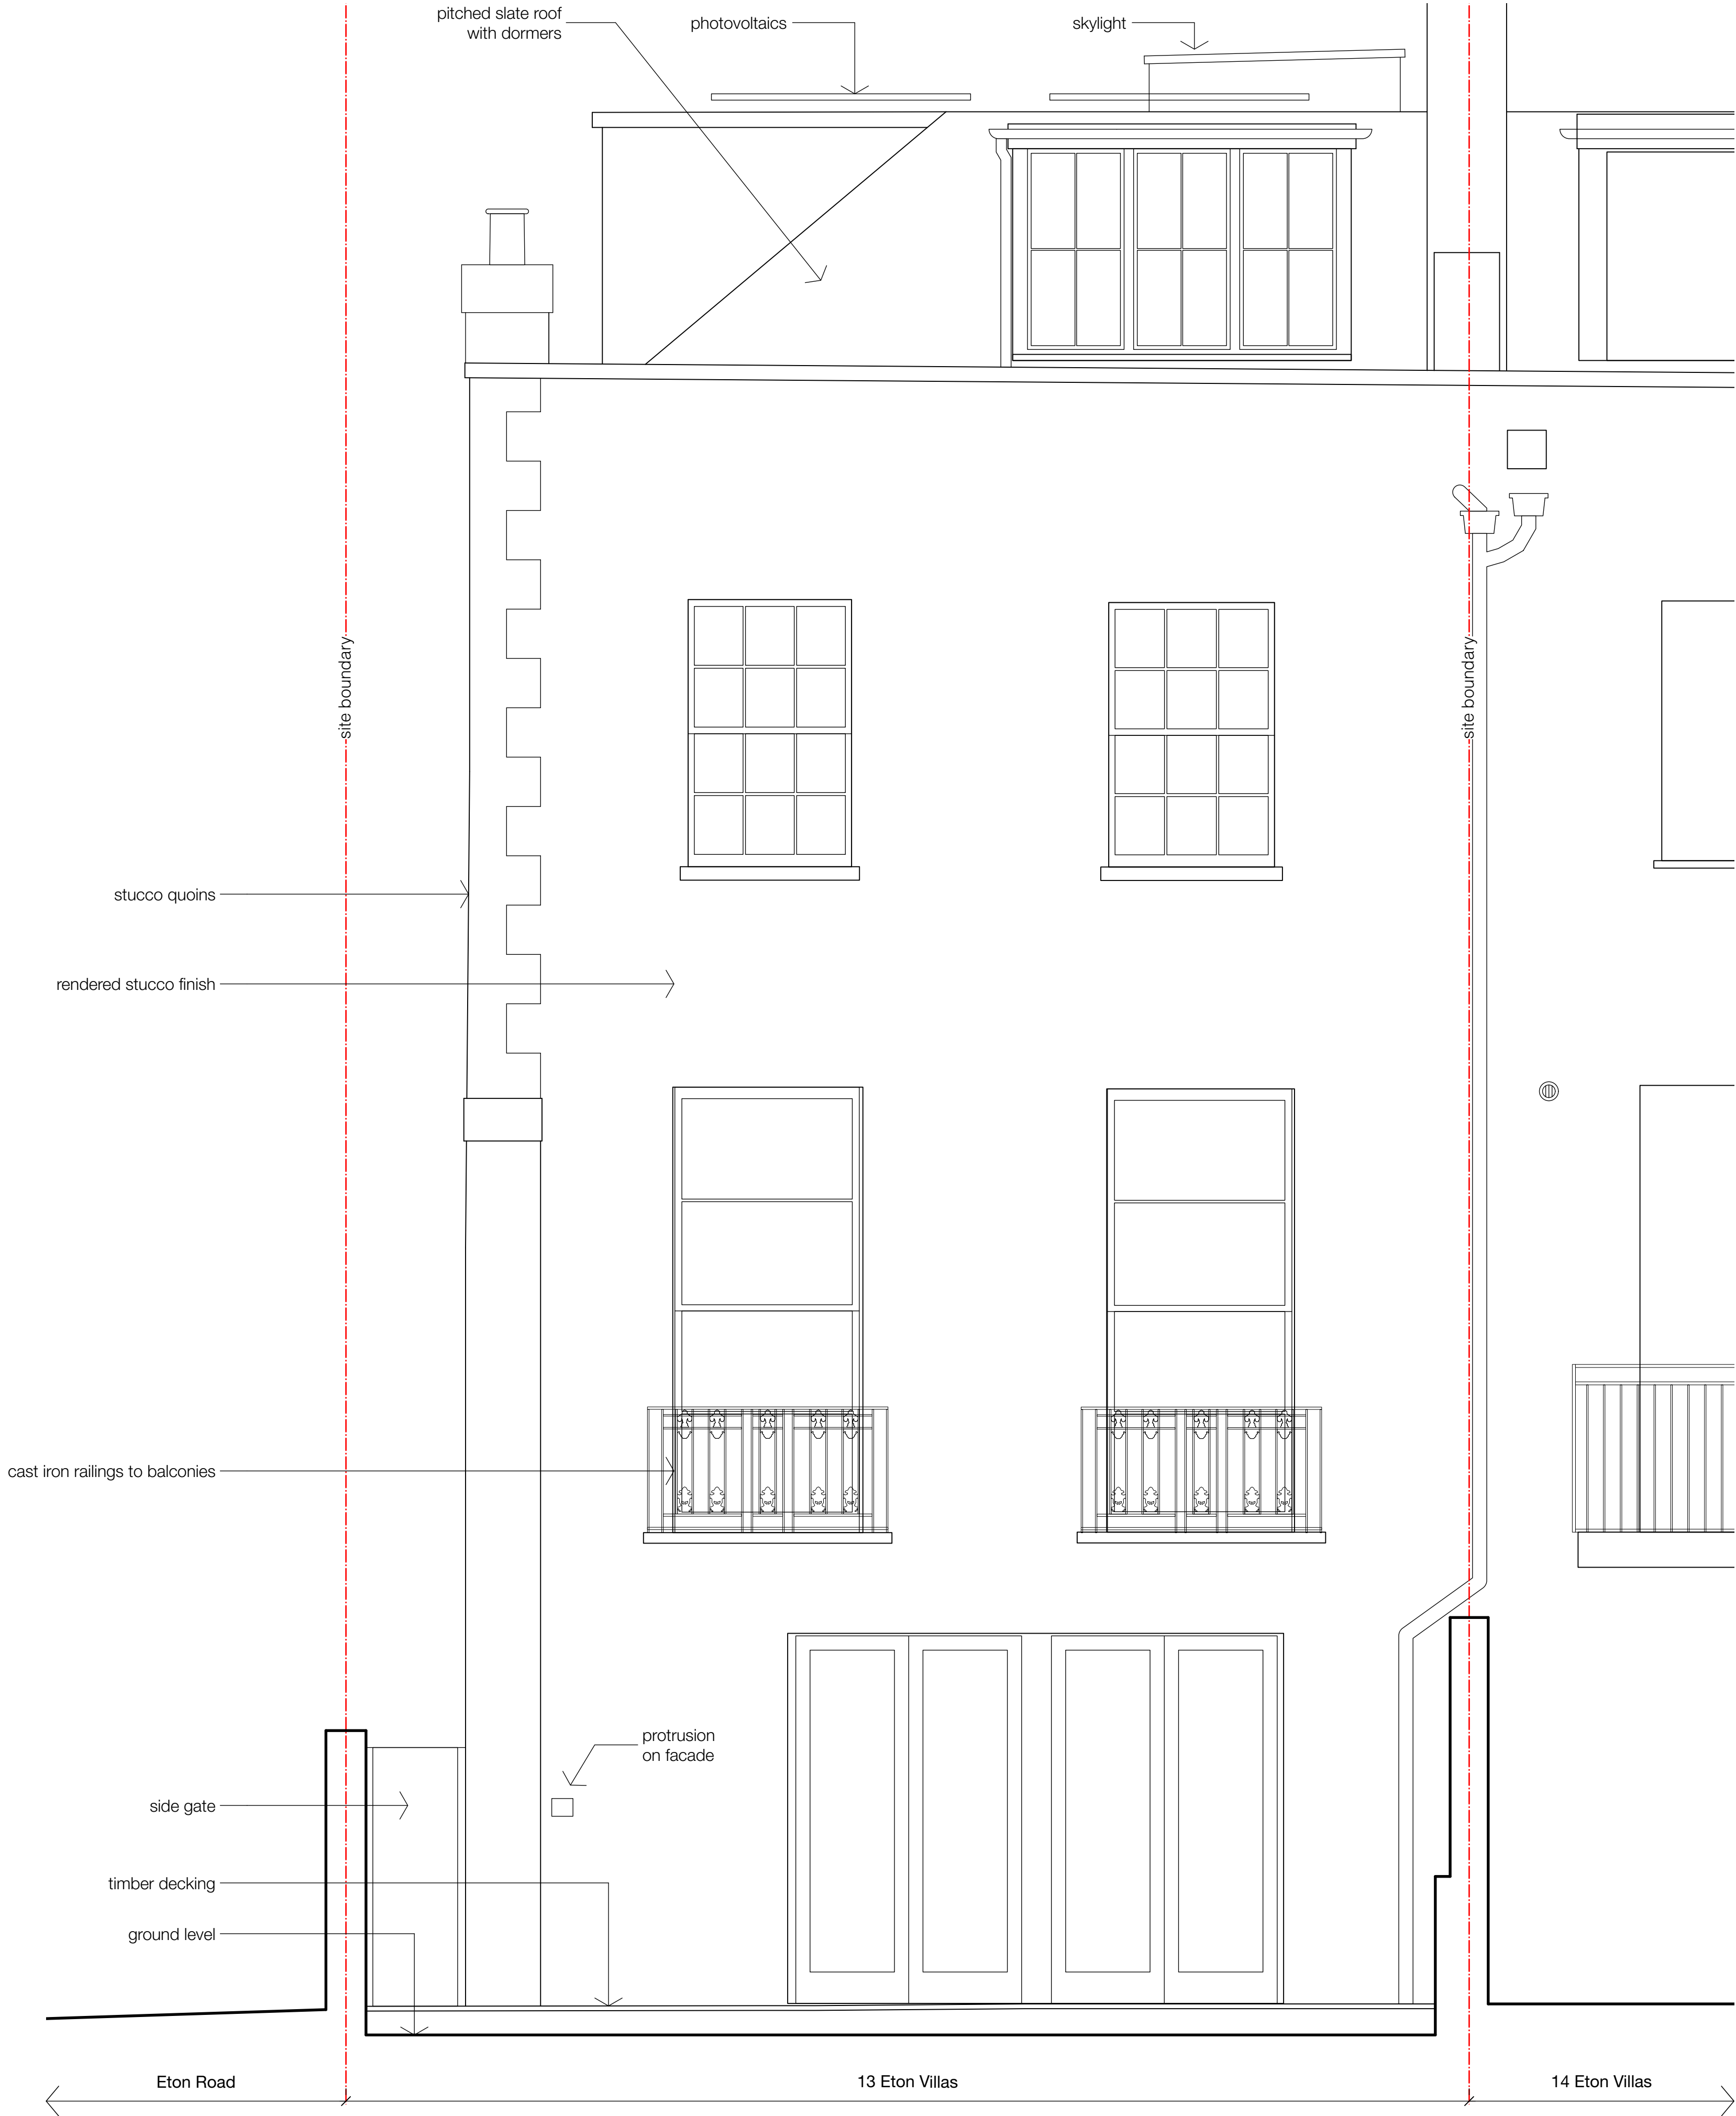 pitched slate roof
with dormers
photovoltaics
skylight
site boundary
site boundary
stucco quoins
rendered stucco finish
cast iron railings to balconies
protrusion
on facade
side gate
timber decking
ground level
Eton Road
13 Eton Villas
14 Eton Villas